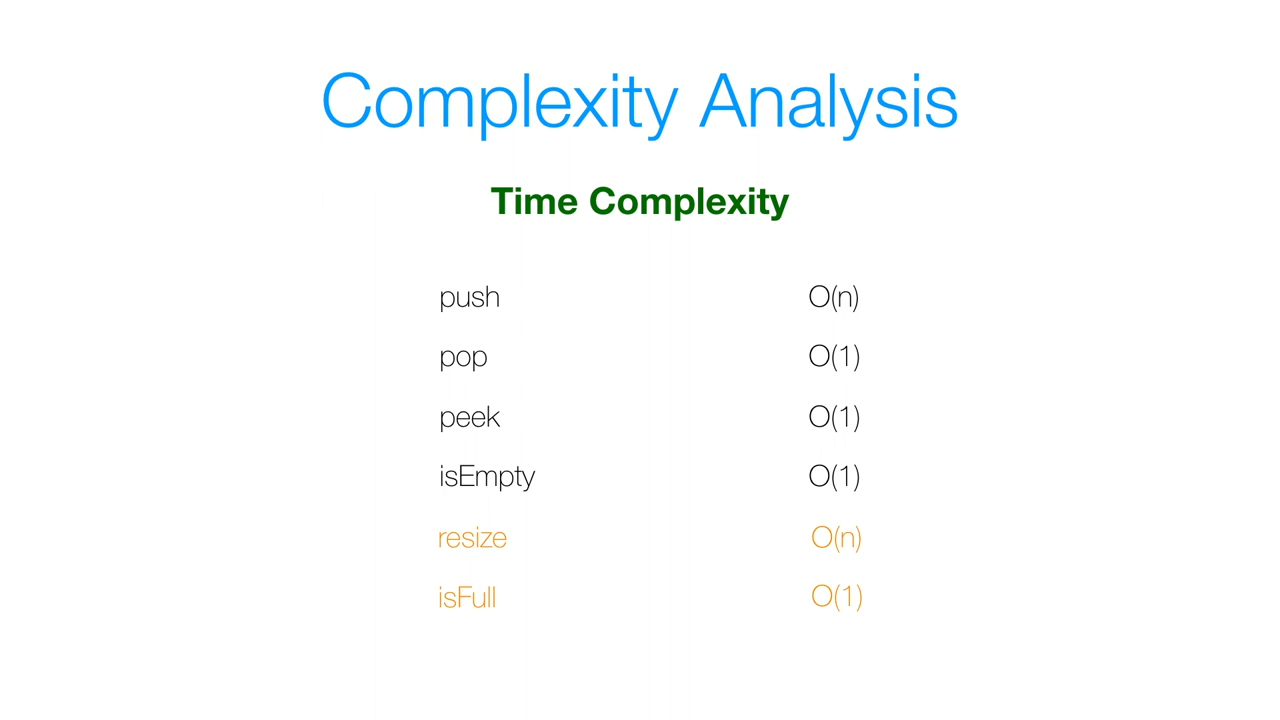 Complexity Analysis
Time Complexity
push O(n)
pop O(1)
peek O(1)
isEmpty O(1)
resize O(n)
isFull O(1)